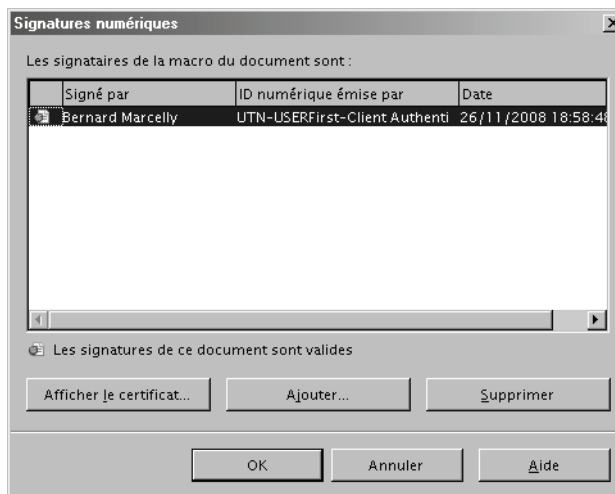 Signatures numériques
Les signataires de la macro du document sont :
Signé par ID numérique émise par Date
Bernard Marcelly UTN-USERFirst-Client Authenti 26/11/2008 18:58:48
Les signatures de ce document sont valides
Afficher le certificat... Ajouter... Supprimer
OK Annuler Aide